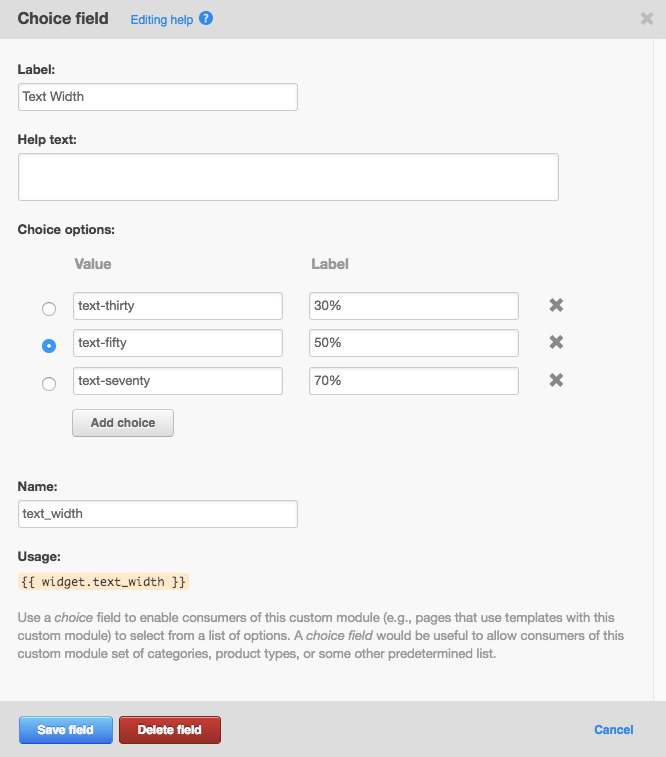 Choice field Editing help ?
Label:
Text Width
Help text:
Choice options:
Value Label
text-thirty 30%
text-fifty 50%
text-seventy 70%
Add choice
Name:
text_width
Usage:
{{ widget.text_width }}
Use a choice field to enable consumers of this custom module (e.g., pages that use templates with this
custom module) to select from a list of options. A choice field would be useful to allow consumers of this
custom module set of categories, product types, or some other predetermined list.
Save field Delete field Cancel